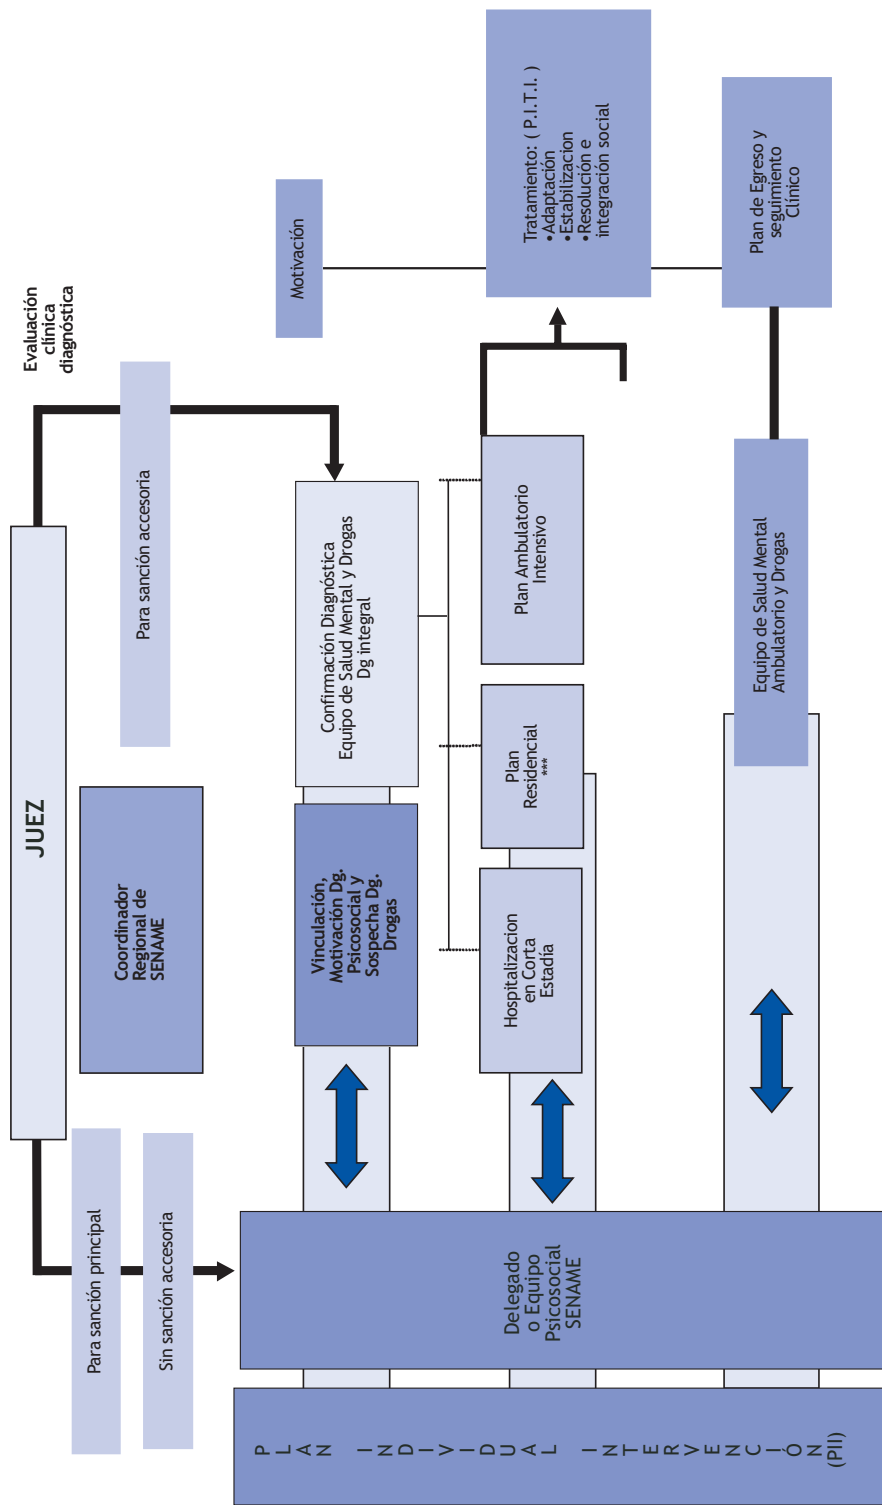 JUEZ
Evaluación
clínica
diagnóstica
Para sanción principal
Sin sanción accesoria
Coordinador
Regional de
SENAME
Para sanción accesoria
P L A N I N D I V I D U A L I N T E R V E N C I Ó N
(PII)
Delegado
o Equipo
Psicosocial
SENAME
Vinculación,
Motivación Dg.
Psicosocial y
Sospecha Dg.
Drogas
Confirmación Diagnóstica
Equipo de Salud Mental y Drogas
Dg integral
Motivación
Hospitalizacion
en Corta
Estadía
Plan
Residencial
***
Plan Ambulatorio
Intensivo
Tratamiento: ( P.I.T.I. )
•Adaptación
•Estabilizacion
•Resolución e
integración social
Equipo de Salud Mental
Ambulatorio y Drogas
Plan de Egreso y
seguimiento
Clínico